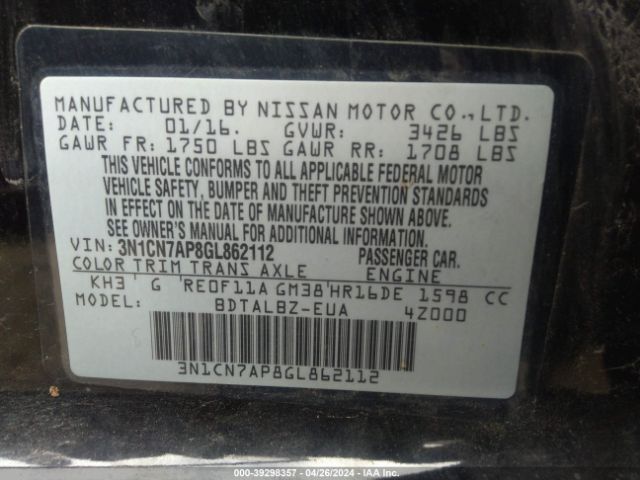 MANUFACTURED BY NISSAN MOTOR CO.,LTD.
DATE: 01/16. GVWR: 3426 LBS
GAWR FR: 1750 LBS GAWR RR: 1708 LBS
THIS VEHICLE CONFORMS TO ALL APPLICABLE FEDERAL MOTOR
VEHICLE SAFETY, BUMPER AND THEFT PREVENTION STANDARDS
IN EFFECT ON THE DATE OF MANUFACTURE SHOWN ABOVE.
SEE OWNER'S MANUAL FOR ADDITIONAL INFORMATION.
VIN: 3N1CN7AP8GL862112 PASSENGER CAR.
COLOR TRIM TRANS AXLE ENGINE
KH3 G RE0F11A GM38 HR16DE 1598 CC
MODEL: BDTALBZ-EUA 4Z000
3N1CN7AP8GL862112
000-39298357 - 04/26/2024 - IAAI.COM